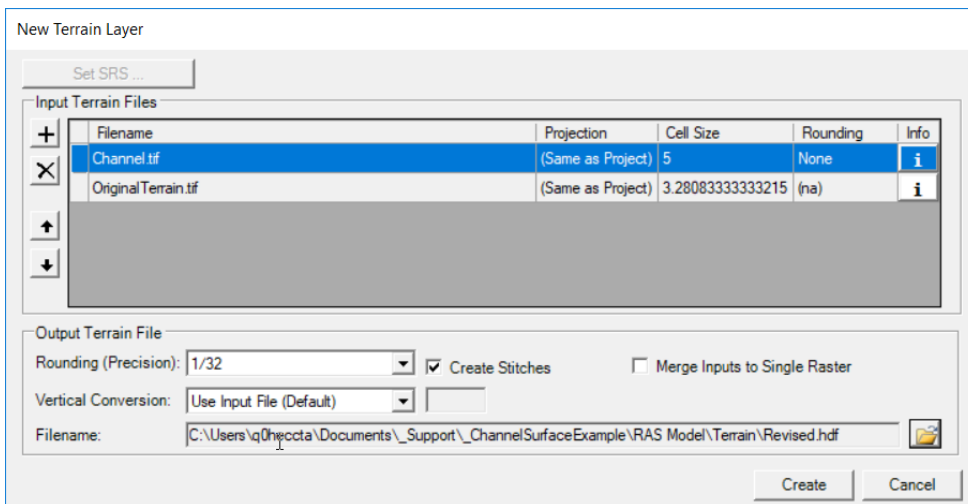 New Terrain Layer
Set SRS ...
Input Terrain Files
Filename Projection Cell Size Rounding Info
Channel.tif (Same as Project) 5 None i
OriginalTerrain.tif (Same as Project) 3.28083333333215 (na) i
Output Terrain File
Rounding (Precision): 1/32 Create Stitches Merge Inputs to Single Raster
Vertical Conversion: Use Input File (Default)
Filename: C:\Users\q0heccta\Documents\_Support\_ChannelSurfaceExample\RAS Model\Terrain\Revised.hdf
Create Cancel